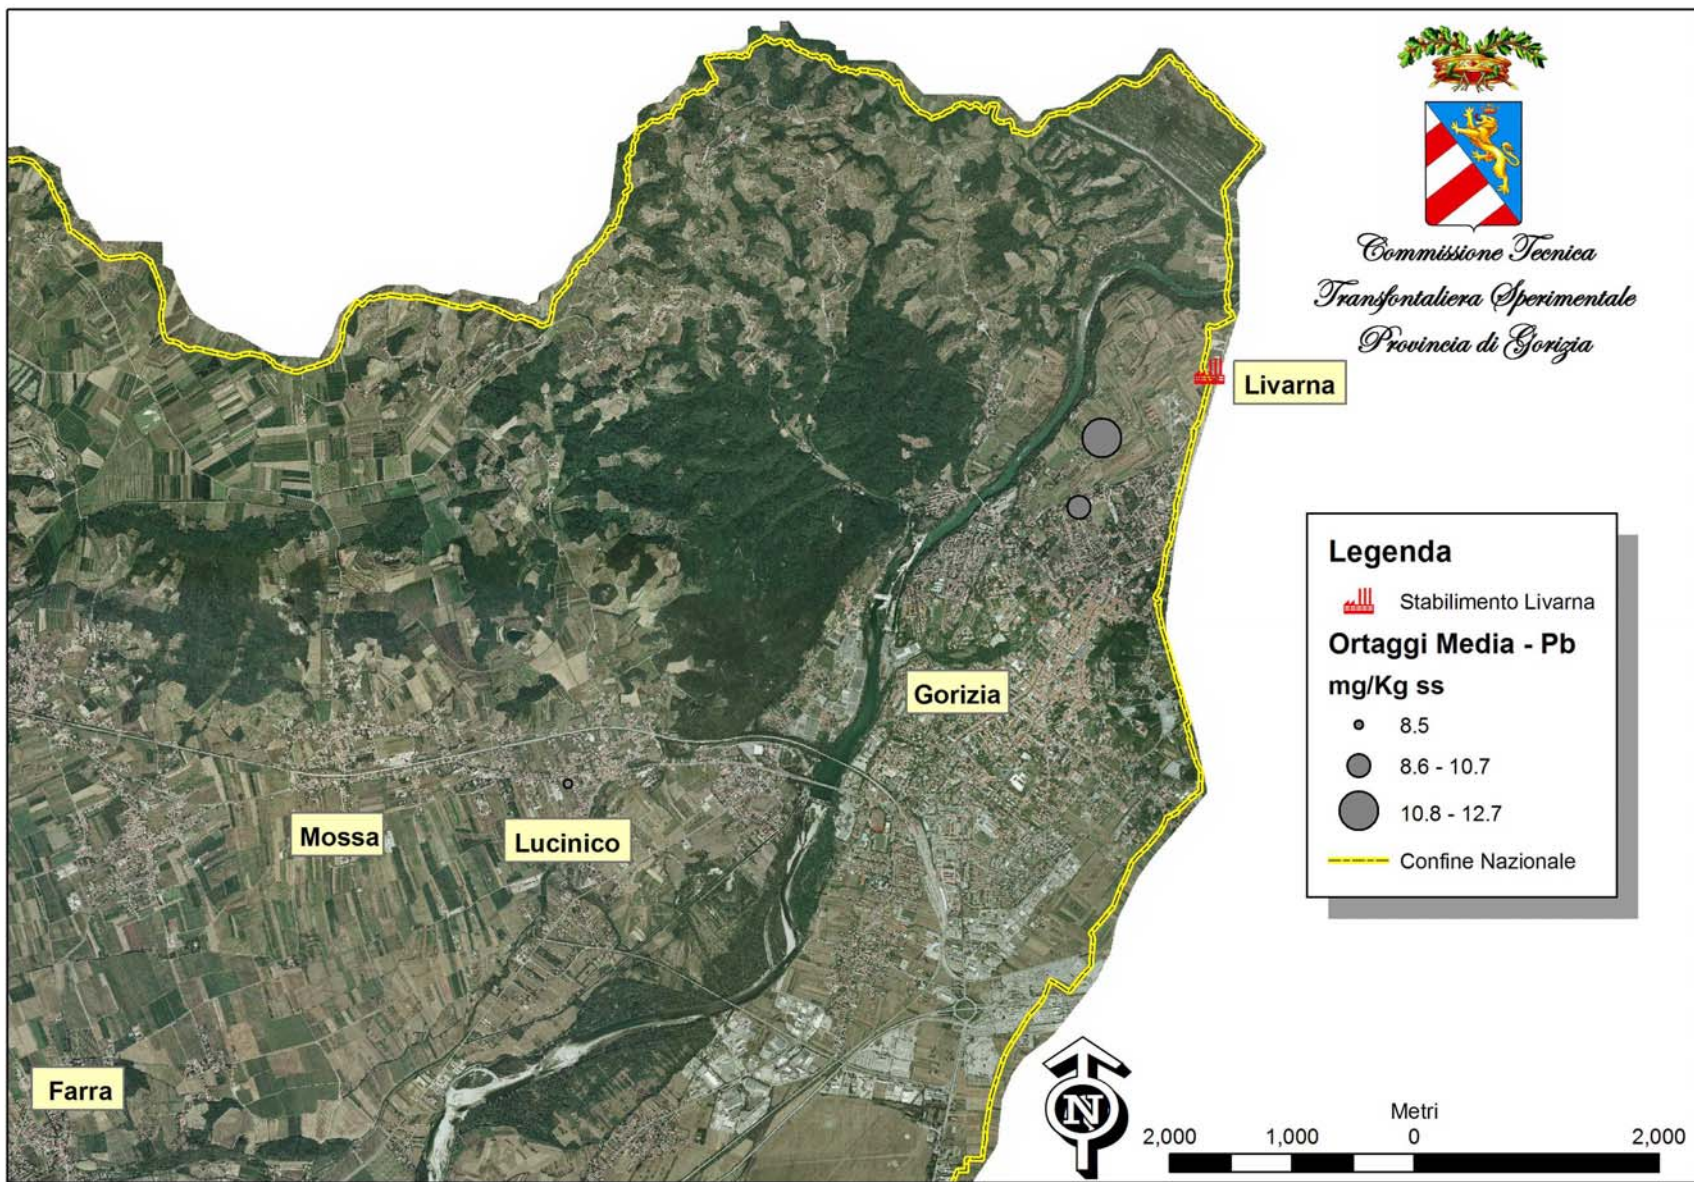 Commissione Tecnica
Transfontaliera Sperimentale
Provincia di Gorizia
Livarna
Gorizia
Mossa
Lucinico
Farra
Legenda
Stabilimento Livarna
Ortaggi Media - Pb
mg/Kg ss
8.5
8.6 - 10.7
10.8 - 12.7
Confine Nazionale
N
Metri
2,000 1,000 0 2,000